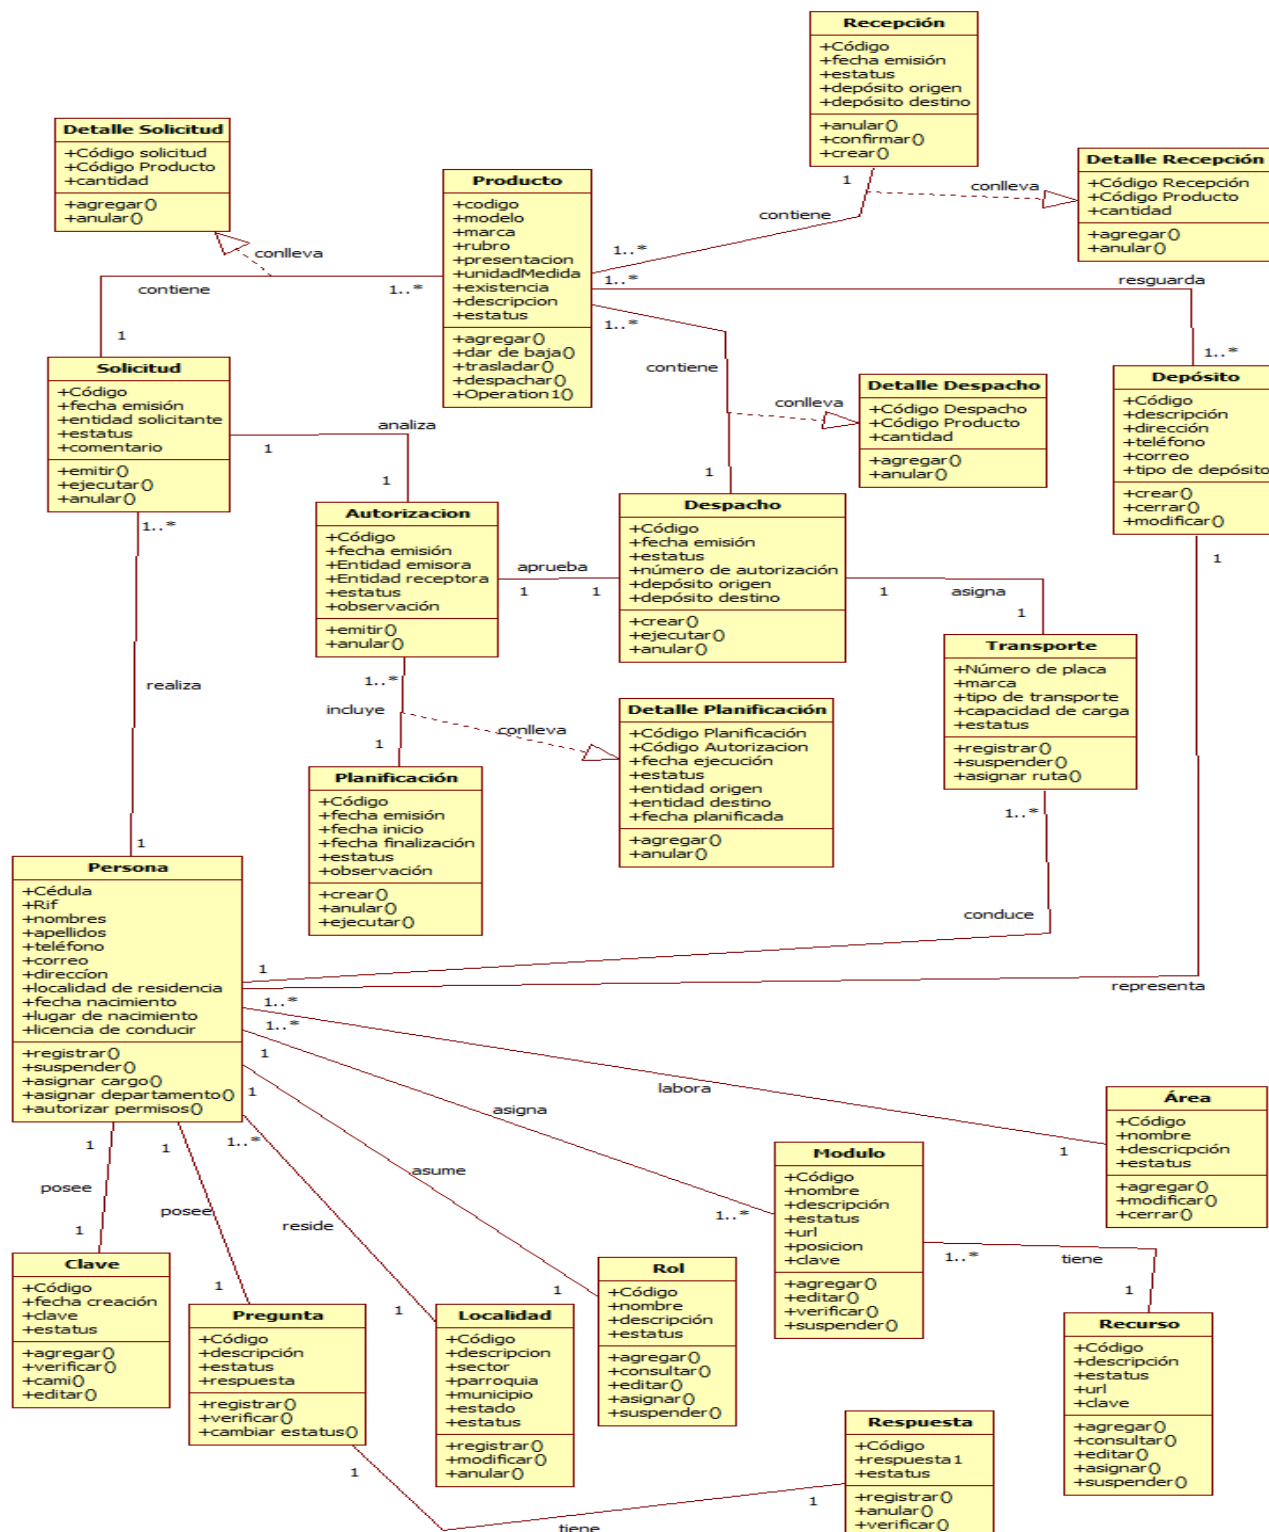 Recepción
+Código
+fecha emisión
+estatus
+depósito origen
+depósito destino
+anular()
+confirmar()
+crear()
Detalle Solicitud
+Código solicitud
+Código Producto
+cantidad
+agregar()
+anular()
Detalle Recepción
+Código Recepción
+Código Producto
+cantidad
+agregar()
+anular()
Producto
+codigo
+modelo
+marca
+rubro
+presentacion
+unidadMedida
+existencia
+descripcion
+estatus
+agregar()
+dar de baja()
+trasladar()
+despachar()
+Operation1()
1
conlleva
contiene
1..*
conlleva
contiene
1..*
1
1..*
resguarda
1..*
1..*
contiene
conlleva
1
Solicitud
+Código
+fecha emisión
+entidad solicitante
+estatus
+comentario
+emitir()
+ejecutar()
+anular()
Detalle Despacho
+Código Despacho
+Código Producto
+cantidad
+agregar()
+anular()
Depósito
+Código
+descripción
+dirección
+teléfono
+correo
+tipo de depósito
+crear()
+cerrar()
+modificar()
analiza
1
1
1..*
1
Autorizacion
+Código
+fecha emisión
+Entidad emisora
+Entidad receptora
+estatus
+observación
+emitir()
+anular()
aprueba
1
1
Despacho
+Código
+fecha emisión
+estatus
+número de autorización
+depósito origen
+depósito destino
+crear()
+ejecutar()
+anular()
1
asigna
1
Transporte
+Número de placa
+marca
+tipo de transporte
+capacidad de carga
+estatus
+registrar()
+suspender()
+asignar ruta()
realiza
1..*
incluye
conlleva
1
Detalle Planificación
+Código Planificación
+Código Autorizacion
+fecha ejecución
+estatus
+entidad origen
+entidad destino
+fecha planificada
+agregar()
+anular()
Planificación
+Código
+fecha emisión
+fecha inicio
+fecha finalización
+estatus
+observación
+crear()
+anular()
+ejecutar()
1..*
1
Persona
+Cédula
+Rif
+nombres
+apellidos
+teléfono
+correo
+direccíon
+localidad de residencia
+fecha nacimiento
+lugar de nacimiento
+licencia de conducir
+registrar()
+suspender()
+asignar cargo()
+asignar departamento()
+autorizar permisos()
conduce
1
representa
1..*
1..*
1
1
labora
1
asigna
1..*
asume
1
1
posee
1
1
posee
1
1..*
reside
1
Área
+Código
+nombre
+descricpción
+estatus
+agregar()
+modificar()
+cerrar()
Modulo
+Código
+nombre
+descripción
+estatus
+url
+posicion
+clave
+agregar()
+editar()
+verificar()
+suspender()
1..*
tiene
1
Clave
+Código
+fecha creación
+clave
+estatus
+agregar()
+verificar()
+cami()
+editar()
Pregunta
+Código
+descripción
+estatus
+respuesta
+registrar()
+verificar()
+cambiar estatus()
Localidad
+Código
+descripcion
+sector
+parroquia
+municipio
+estado
+estatus
+registrar()
+modificar()
+anular()
Rol
+Código
+nombre
+descripción
+estatus
+agregar()
+consultar()
+editar()
+asignar()
+suspender()
Recurso
+Código
+descripción
+estatus
+url
+clave
+agregar()
+consultar()
+editar()
+asignar()
+suspender()
1
tiene
1
Respuesta
+Código
+respuesta1
+estatus
+registrar()
+anular()
+verificar()